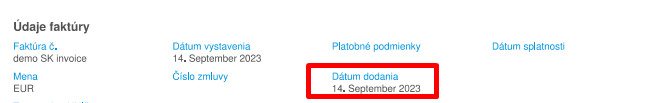 Údaje faktúry
Faktúra č. Dátum vystavenia Platobné podmienky Dátum splatnosti
demo SK invoice 14. September 2023
Mena Číslo zmluvy Dátum dodania
EUR 14. September 2023